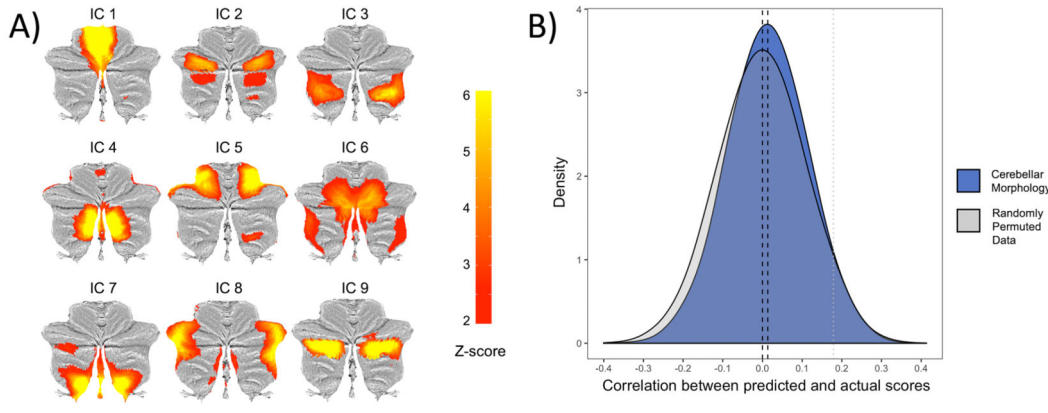 A)
IC 1
IC 2
IC 3
IC 4
IC 5
IC 6
IC 7
IC 8
IC 9
6
5
4
3
2
Z-score
B)
4
3
2
1
0
Density
-0.4
-0.3
-0.2
-0.1
0.0
0.1
0.2
0.3
0.4
Correlation between predicted and actual scores
Cerebellar
Morphology
Randomly
Permuted
Data